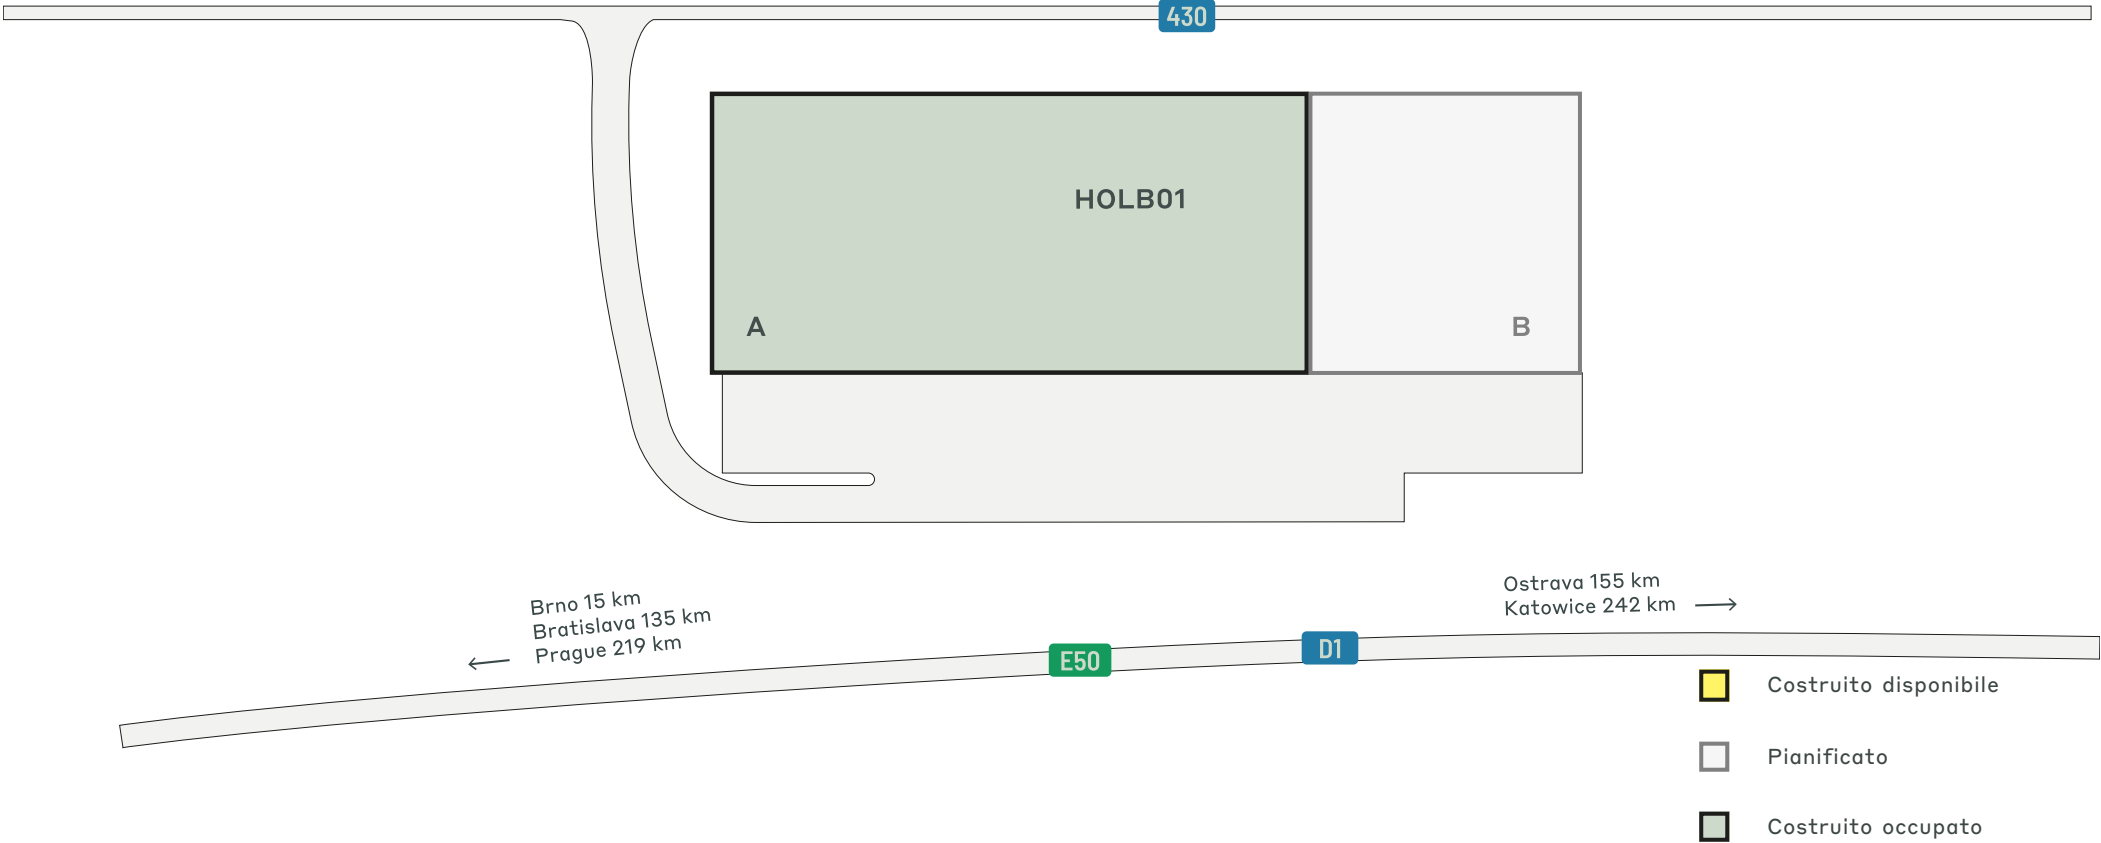 430
HOLB01
A
B
Brno 15 km
Bratislava 135 km
Prague 219 km
Ostrava 155 km
Katowice 242 km
E50
D1
Costruito disponibile
Pianificato
Costruito occupato